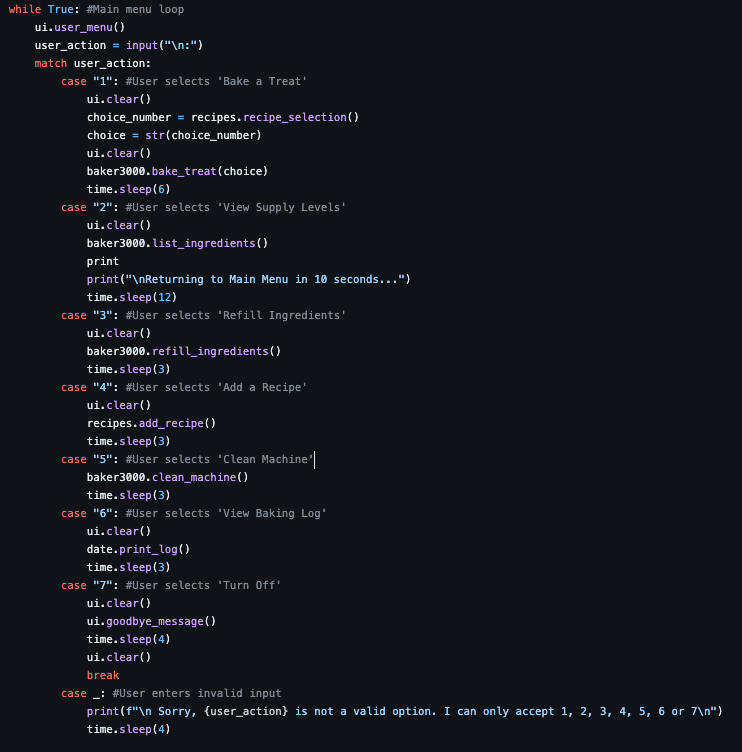 while True: #Main menu loop
    ui.user_menu()
    user_action = input("\n:")
    match user_action:
        case "1": #User selects 'Bake a Treat'
            ui.clear()
            choice_number = recipes.recipe_selection()
            choice = str(choice_number)
            ui.clear()
            baker3000.bake_treat(choice)
            time.sleep(6)
        case "2": #User selects 'View Supply Levels'
            ui.clear()
            baker3000.list_ingredients()
            print
            print("\nReturning to Main Menu in 10 seconds...")
            time.sleep(12)
        case "3": #User selects 'Refill Ingredients'
            ui.clear()
            baker3000.refill_ingredients()
            time.sleep(3)
        case "4": #User selects 'Add a Recipe'
            ui.clear()
            recipes.add_recipe()
            time.sleep(3)
        case "5": #User selects 'Clean Machine'
            baker3000.clean_machine()
            time.sleep(3)
        case "6": #User selects 'View Baking Log'
            ui.clear()
            date.print_log()
            time.sleep(3)
        case "7": #User selects 'Turn Off'
            ui.clear()
            ui.goodbye_message()
            time.sleep(4)
            ui.clear()
            break
        case _: #User enters invalid input
            print(f"\n Sorry, {user_action} is not a valid option. I can only accept 1, 2, 3, 4, 5, 6 or 7\n")
            time.sleep(4)